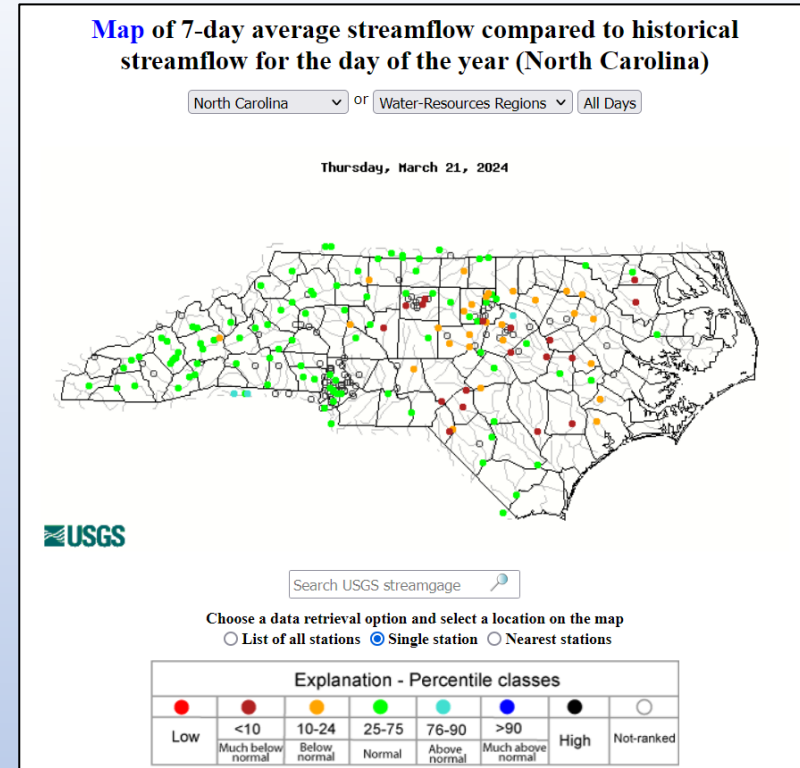 Map of 7-day average streamflow compared to historical
streamflow for the day of the year (North Carolina)
North Carolina or Water-Resources Regions All Days
Thursday, March 21, 2024
USGS
Search USGS streamgage
Choose a data retrieval option and select a location on the map
List of all stations Single station Nearest stations
Explanation - Percentile classes
Low <10 10-24 25-75 76-90 >90 High Not-ranked
Much below normal Below normal Normal Above normal Much above normal